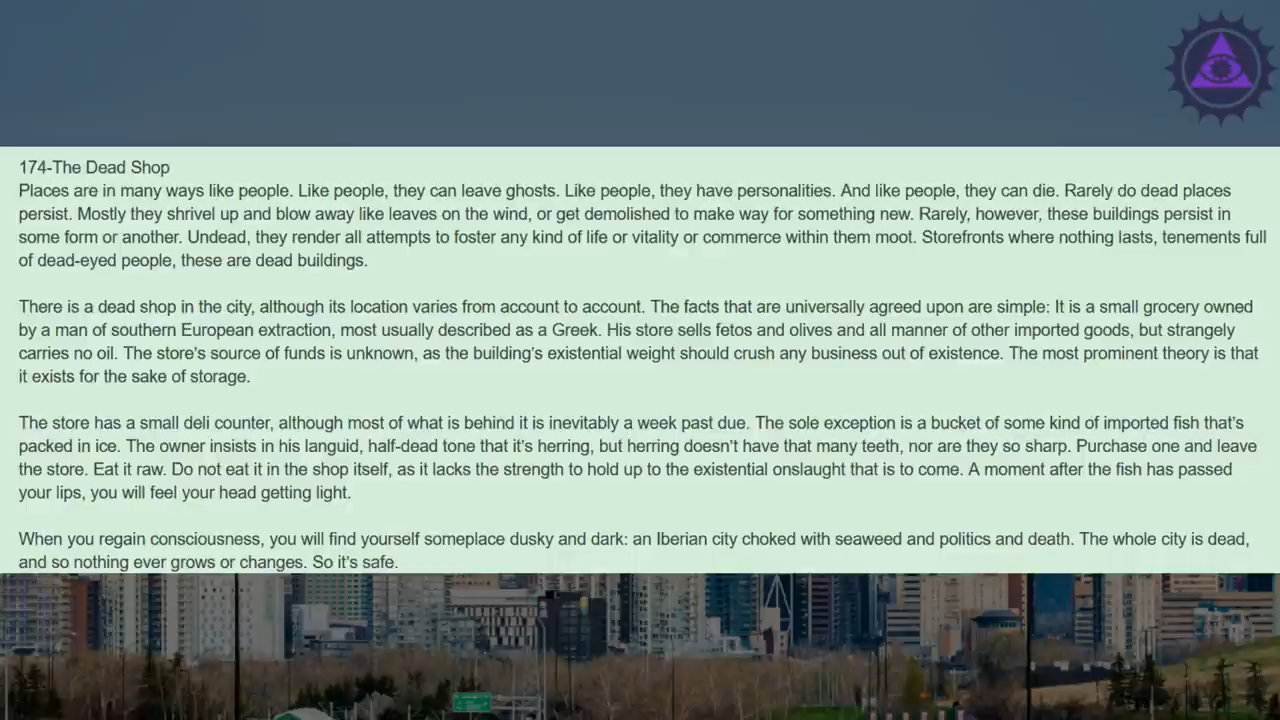 174-The Dead Shop
Places are in many ways like people. Like people, they can leave ghosts. Like people, they have personalities. And like people, they can die. Rarely do dead places
persist. Mostly they shrivel up and blow away like leaves on the wind, or get demolished to make way for something new. Rarely, however, these buildings persist in
some form or another. Undead, they render all attempts to foster any kind of life or vitality or commerce within them moot. Storefronts where nothing lasts, tenements full
of dead-eyed people, these are dead buildings.
There is a dead shop in the city, although its location varies from account to account. The facts that are universally agreed upon are simple: It is a small grocery owned
by a man of southern European extraction, most usually described as a Greek. His store sells fetos and olives and all manner of other imported goods, but strangely
carries no oil. The store's source of funds is unknown, as the building's existential weight should crush any business out of existence. The most prominent theory is that
it exists for the sake of storage.
The store has a small deli counter, although most of what is behind it is inevitably a week past due. The sole exception is a bucket of some kind of imported fish that's
packed in ice. The owner insists in his languid, half-dead tone that it's herring, but herring doesn't have that many teeth, nor are they so sharp. Purchase one and leave
the store. Eat it raw. Do not eat it in the shop itself, as it lacks the strength to hold up to the existential onslaught that is to come. A moment after the fish has passed
your lips, you will feel your head getting light.
When you regain consciousness, you will find yourself someplace dusky and dark: an Iberian city choked with seaweed and politics and death. The whole city is dead,
and so nothing ever grows or changes. So it's safe.